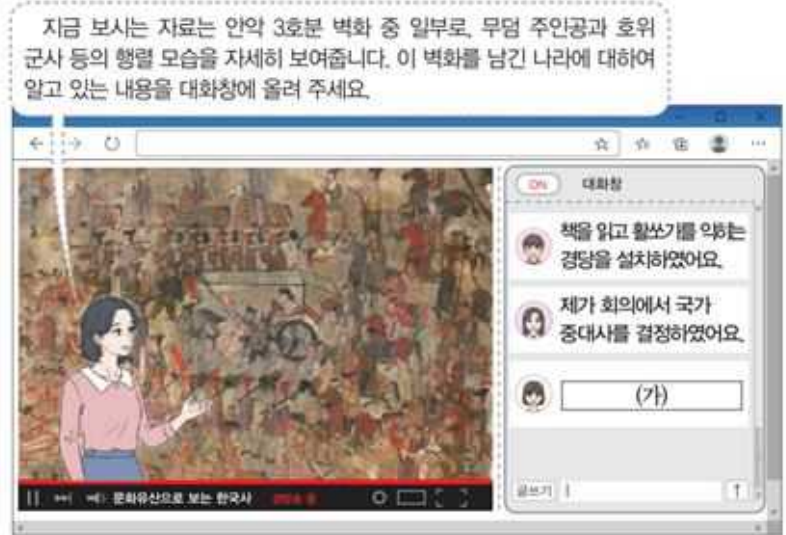 지금 보시는 자료는 안악 3호분 벽화 중 일부로, 무덤 주인공과 호위
군사 등의 행렬 모습을 자세히 보여줍니다. 이 벽화를 남긴 나라에 대하여
알고 있는 내용을 대화창에 올려 주세요.
ON 대화창
책을 읽고 활쏘기를 익히는
경당을 설치하였어요.
제가 회의에서 국가
중대사를 결정하였어요.
(가)
문화유산으로 보는 한국사
글쓰기